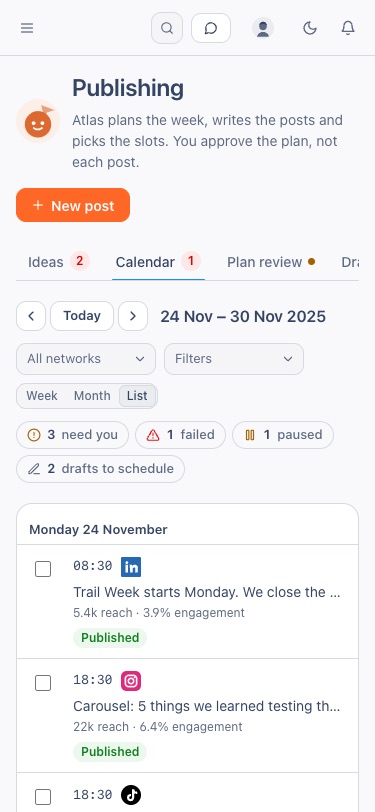 Publishing
Atlas plans the week, writes the posts and
picks the slots. You approve the plan, not
each post.
+ New post
Ideas 2 Calendar 1 Plan review Dra
Today 24 Nov – 30 Nov 2025
All networks Filters
Week Month List
3 need you 1 failed 1 paused
2 drafts to schedule
Monday 24 November
08:30 in
Trail Week starts Monday. We close the ...
5.4k reach · 3.9% engagement
Published
18:30
Carousel: 5 things we learned testing th...
22k reach · 6.4% engagement
Published
18:30